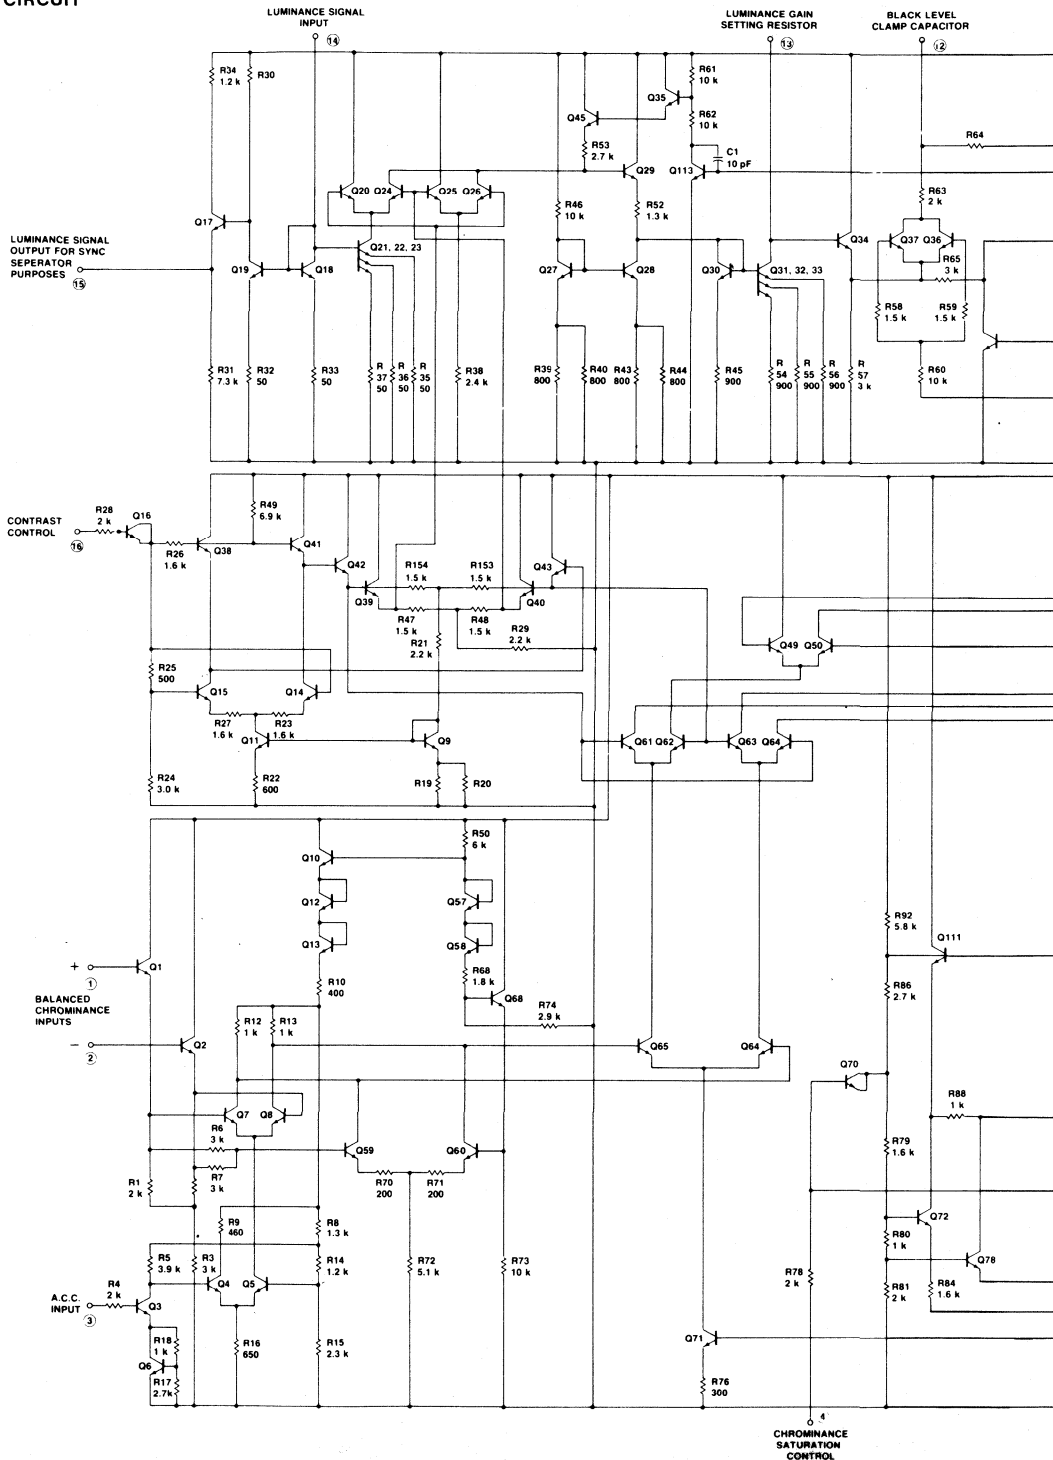 CIRCUIT
LUMINANCE SIGNAL
INPUT
14
LUMINANCE GAIN
SETTING RESISTOR
13
BLACK LEVEL
CLAMP CAPACITOR
12
R34
1.2 k
R30
R61
10 k
Q35
Q45
R62
10 k
R53
2.7 k
C1
10 pF
R64
Q20
Q24
Q25
Q26
Q29
Q113
R63
2 k
R46
10 k
R52
1.3 k
Q17
Q34
Q37
Q36
LUMINANCE SIGNAL
OUTPUT FOR SYNC
SEPERATOR
PURPOSES
15
Q21, 22, 23
Q19
Q18
Q27
Q28
Q30
Q31, 32, 33
R65
3 k
R58
1.5 k
R59
1.5 k
R31
7.3 k
R32
50
R33
50
R
37
50
R
36
50
R
35
50
R38
2.4 k
R39
800
R40
800
R43
800
R44
800
R45
900
R
54
900
R
55
900
R
56
900
R
57
3 k
R60
10 k
CONTRAST
CONTROL
16
R28
2 k
Q16
R49
6.9 k
R26
1.6 k
Q38
Q41
Q42
R154
1.5 k
R153
1.5 k
Q43
Q39
Q40
R47
1.5 k
R48
1.5 k
R21
2.2 k
R29
2.2 k
Q49
Q50
R25
500
Q15
Q14
R27
1.6 k
R23
1.6 k
Q11
Q9
Q61
Q62
Q63
Q64
R24
3.0 k
R22
600
R19
R20
R50
6 k
Q10
Q12
Q57
Q13
Q58
R92
5.8 k
Q111
+
1
Q1
R10
400
R68
1.8 k
Q68
R74
2.9 k
R86
2.7 k
BALANCED
CHROMINANCE
INPUTS
R12
1 k
R13
1 k
−
2
Q2
Q65
Q64
Q70
Q7
Q8
R88
1 k
R6
3 k
Q59
Q60
R79
1.6 k
R7
3 k
R1
2 k
R70
200
R71
200
R9
460
R8
1.3 k
Q72
R5
3.9 k
R3
3 k
R14
1.2 k
R72
5.1 k
R73
10 k
R80
1 k
Q78
A.C.C.
INPUT
3
R4
2 k
Q3
Q4
Q5
R78
2 k
R81
2 k
R84
1.6 k
R18
1 k
R16
650
R15
2.3 k
Q71
Q6
R17
2.7k
R76
300
4
CHROMINANCE
SATURATION
CONTROL